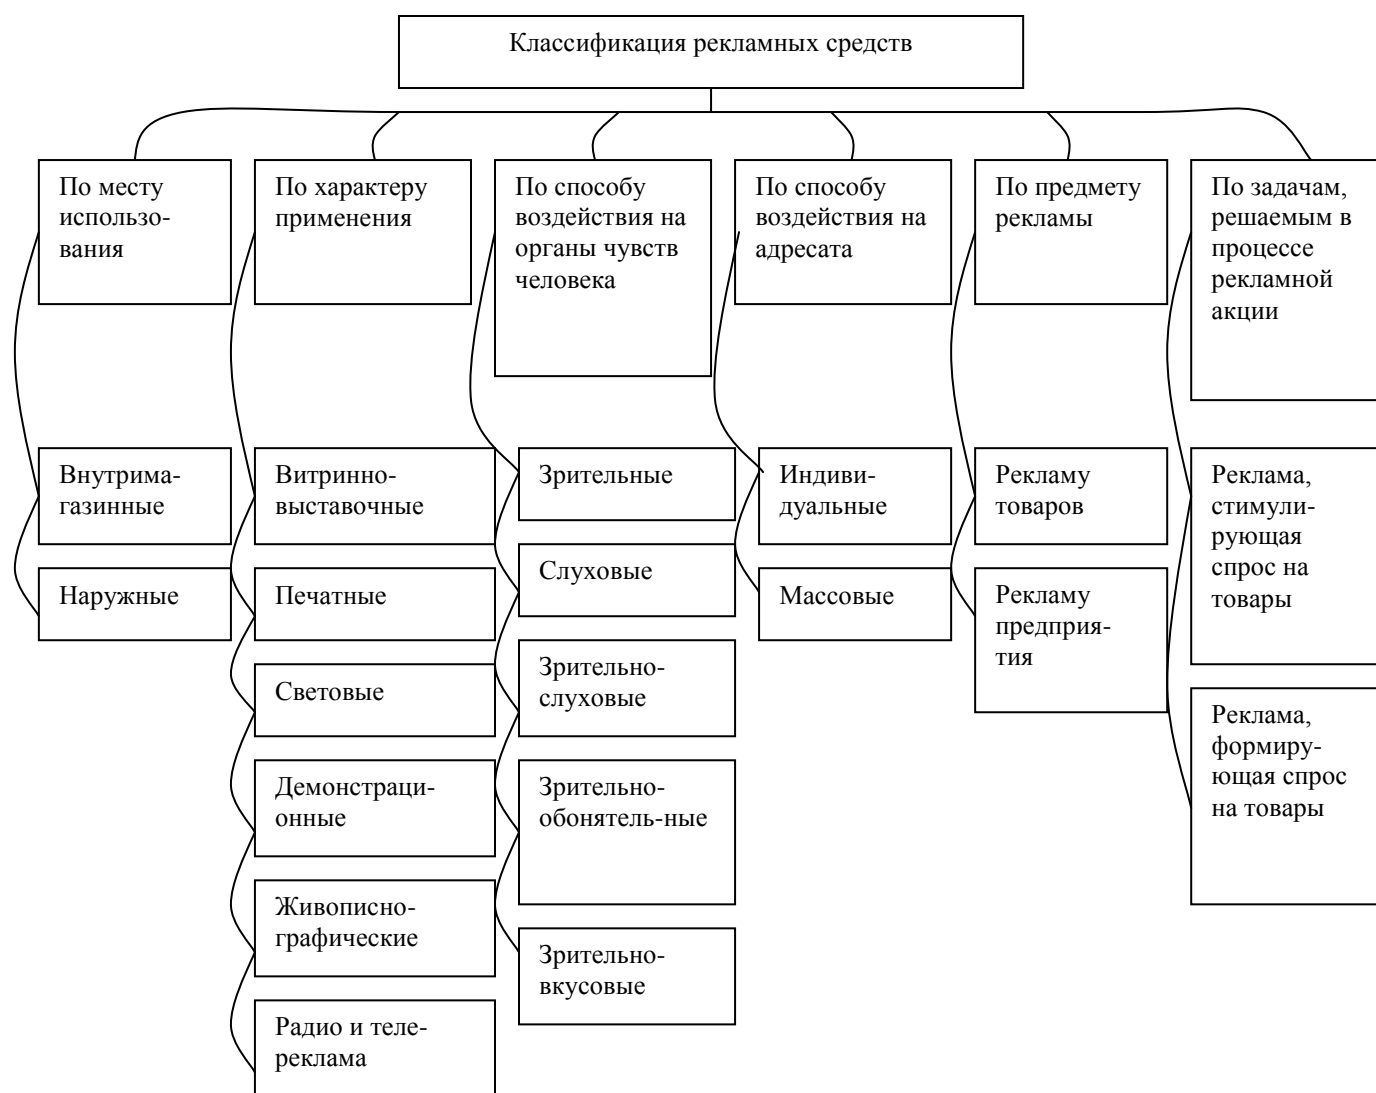 Классификация рекламных средств
По месту
использо-
вания
По характеру
применения
По способу
воздействия на
органы чувств
человека
По способу
воздействия на
адресата
По предмету
рекламы
По задачам,
решаемым в
процессе
рекламной
акции
Внутрима-
газинные
Наружные
Витринно-
выставочные
Печатные
Световые
Демонстраци-
онные
Живописно-
графические
Радио и теле-
реклама
Зрительные
Слуховые
Зрительно-
слуховые
Зрительно-
обонятель-ные
Зрительно-
вкусовые
Индиви-
дуальные
Массовые
Рекламу
товаров
Рекламу
предприя-
тия
Реклама,
стимули-
рующая
спрос на
товары
Реклама,
формиру-
ющая спрос
на товары